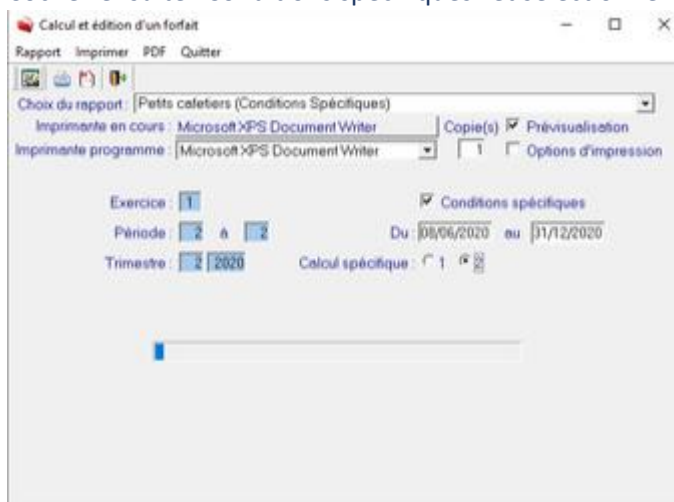 Calcul et édition d'un forfait
Rapport Imprimer PDF Quitter
Choix du rapport : Petits cafetiers (Conditions Spécifiques)
Imprimante en cours : Microsoft XPS Document Writer Copie(s) Prévisualisation
Imprimante programme : Microsoft XPS Document Writer 1 Options d'impression
Exercice : 1 Conditions spécifiques
Période : 2 à 2 Du : 08/06/2020 au 31/12/2020
Trimestre : 2 2020 Calcul spécifique : 1 2